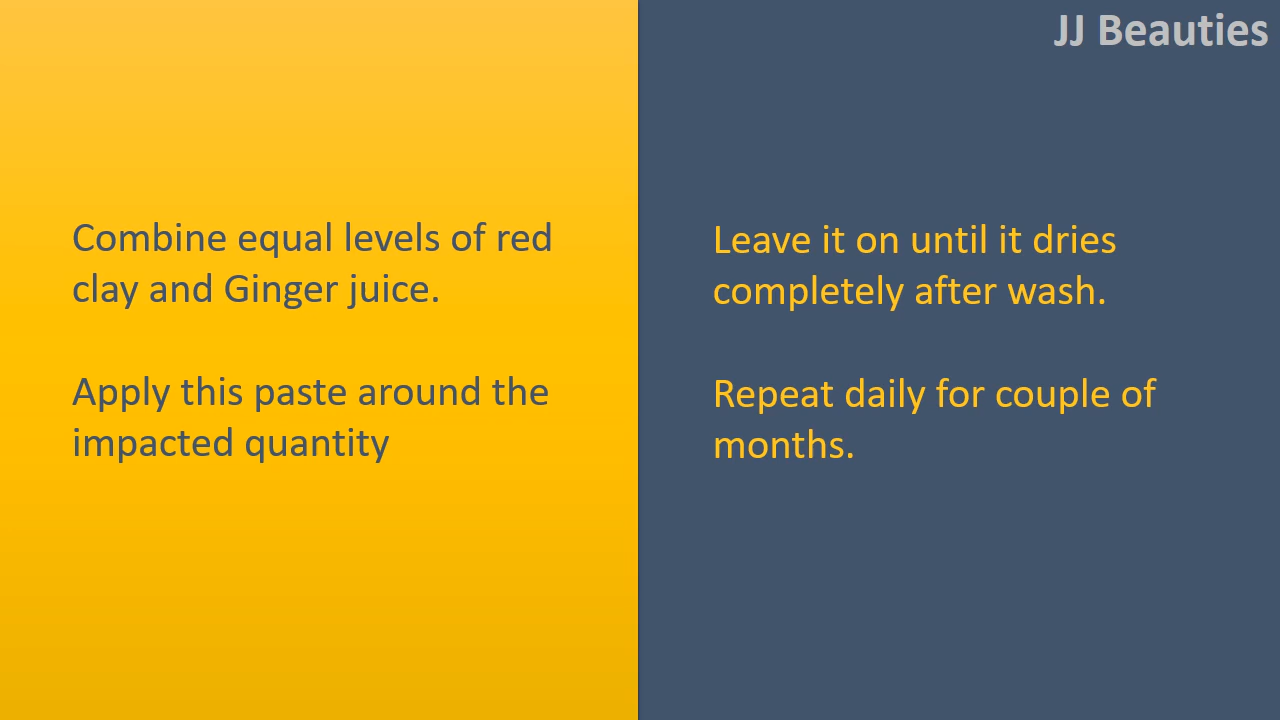 JJ Beauties
Combine equal levels of red
clay and Ginger juice.
Apply this paste around the
impacted quantity
Leave it on until it dries
completely after wash.
Repeat daily for couple of
months.